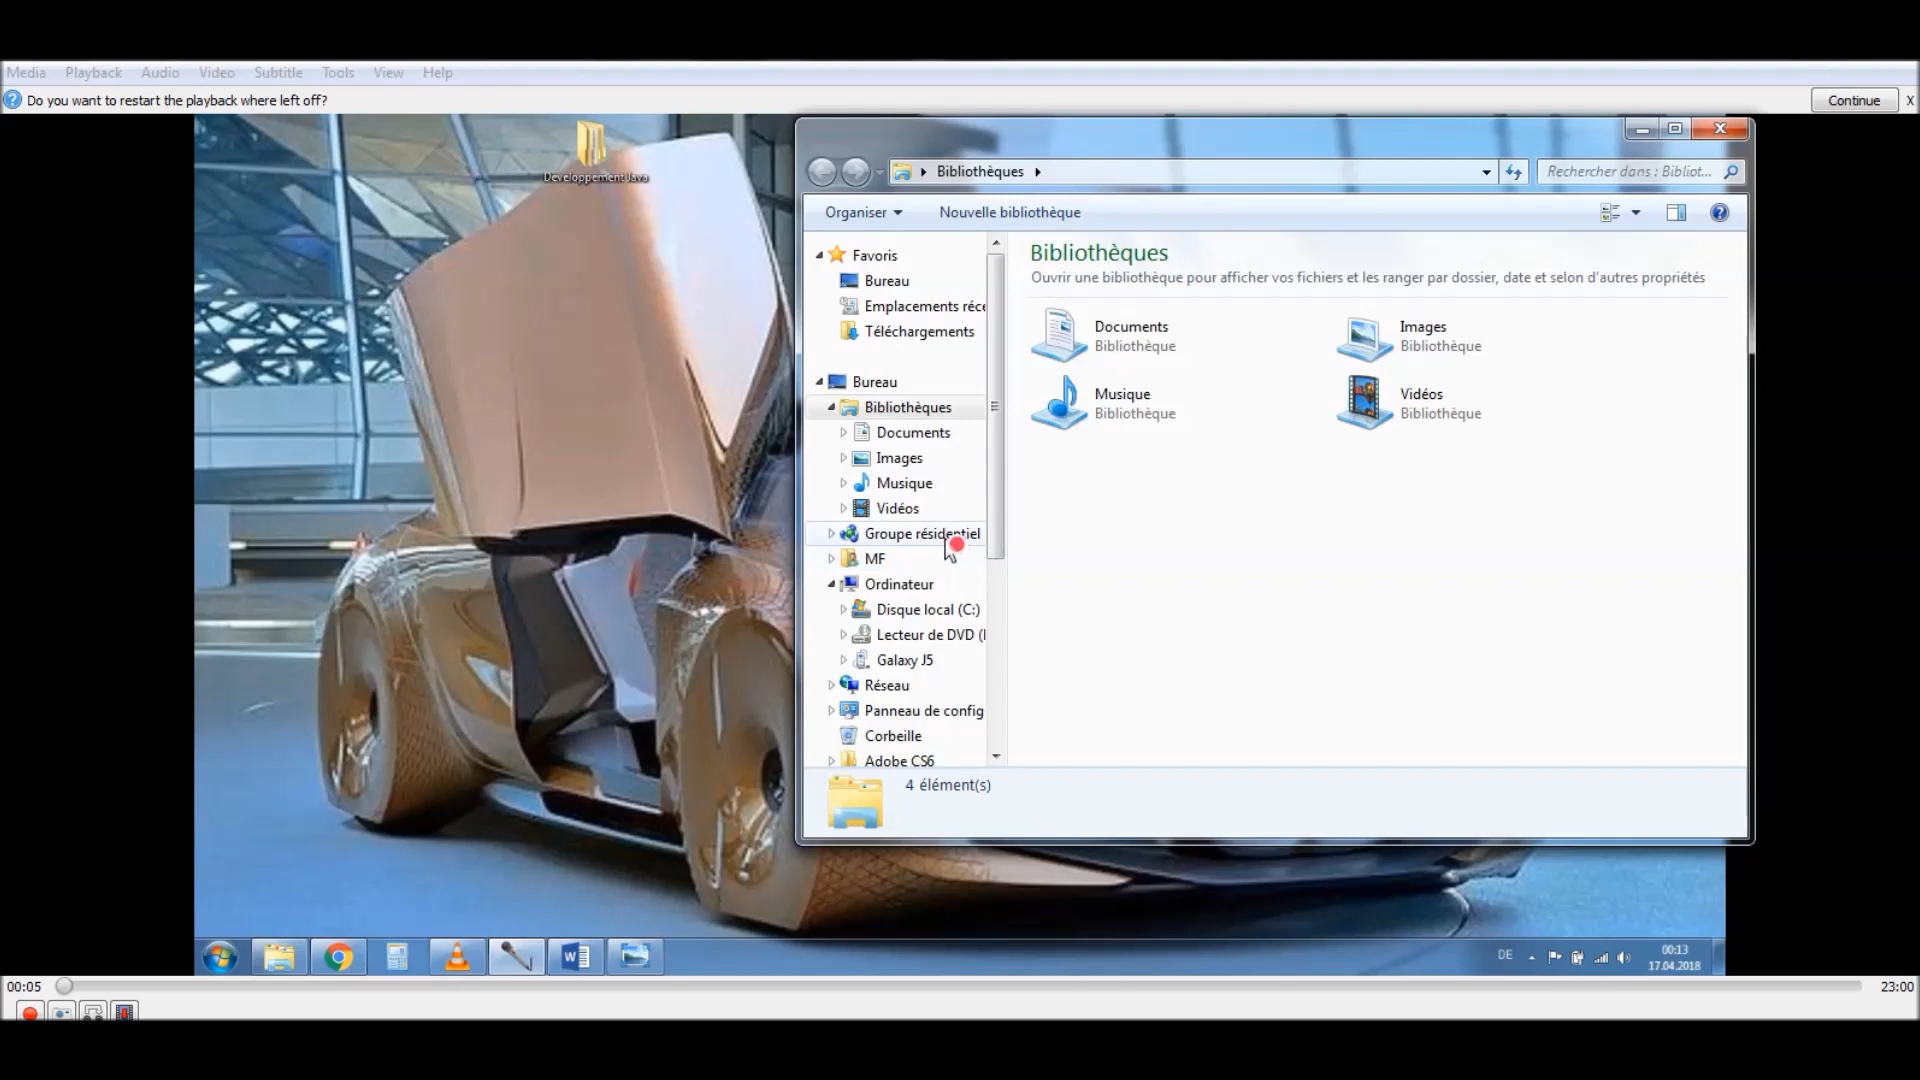 Media Playback Audio Video Subtitle Tools View Help
Do you want to restart the playback where left off?
Continue X
Developpement Java
Bibliothèques
Rechercher dans : Bibliot...
Organiser Nouvelle bibliothèque
Favoris
Bureau
Emplacements réce
Téléchargements
Bureau
Bibliothèques
Documents
Images
Musique
Vidéos
Groupe résidentiel
MF
Ordinateur
Disque local (C:)
Lecteur de DVD (
Galaxy J5
Réseau
Panneau de config
Corbeille
Adobe CS6
Bibliothèques
Ouvrir une bibliothèque pour afficher vos fichiers et les ranger par dossier, date et selon d'autres propriétés
Documents
Bibliothèque
Images
Bibliothèque
Musique
Bibliothèque
Vidéos
Bibliothèque
4 élément(s)
DE
00:13
17.04.2018
00:05
23:00